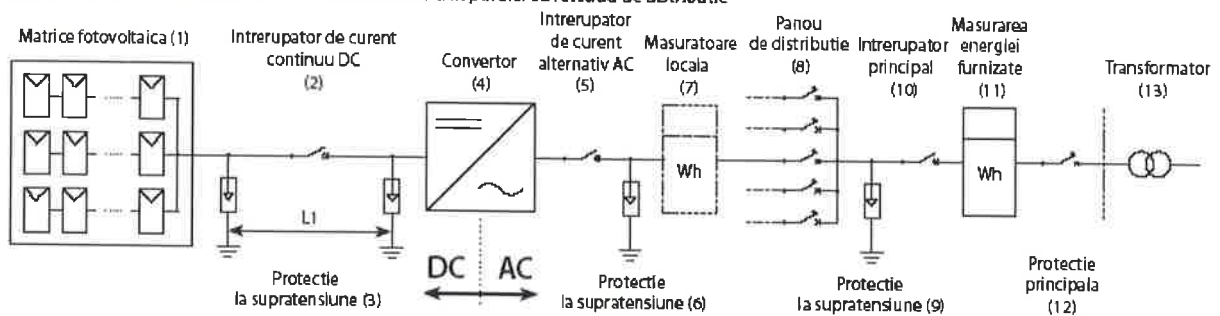 Matrice fotovoltaica (1)
Intrerupator de curent
continuu DC
(2)
Convertor
(4)
Intrerupator
de curent
alternativ AC
(5)
Masuratoare
locala
(7)
Panou
de distributie
(8)
Intrerupator
principal
(10)
Masurarea
energiei
furnizate
(11)
Transformator
(13)
Wh
Wh
L1
DC
AC
Protectie
la supratensiune (3)
Protectie
la supratensiune (6)
Protectie
la supratensiune (9)
Protectie
principala
(12)